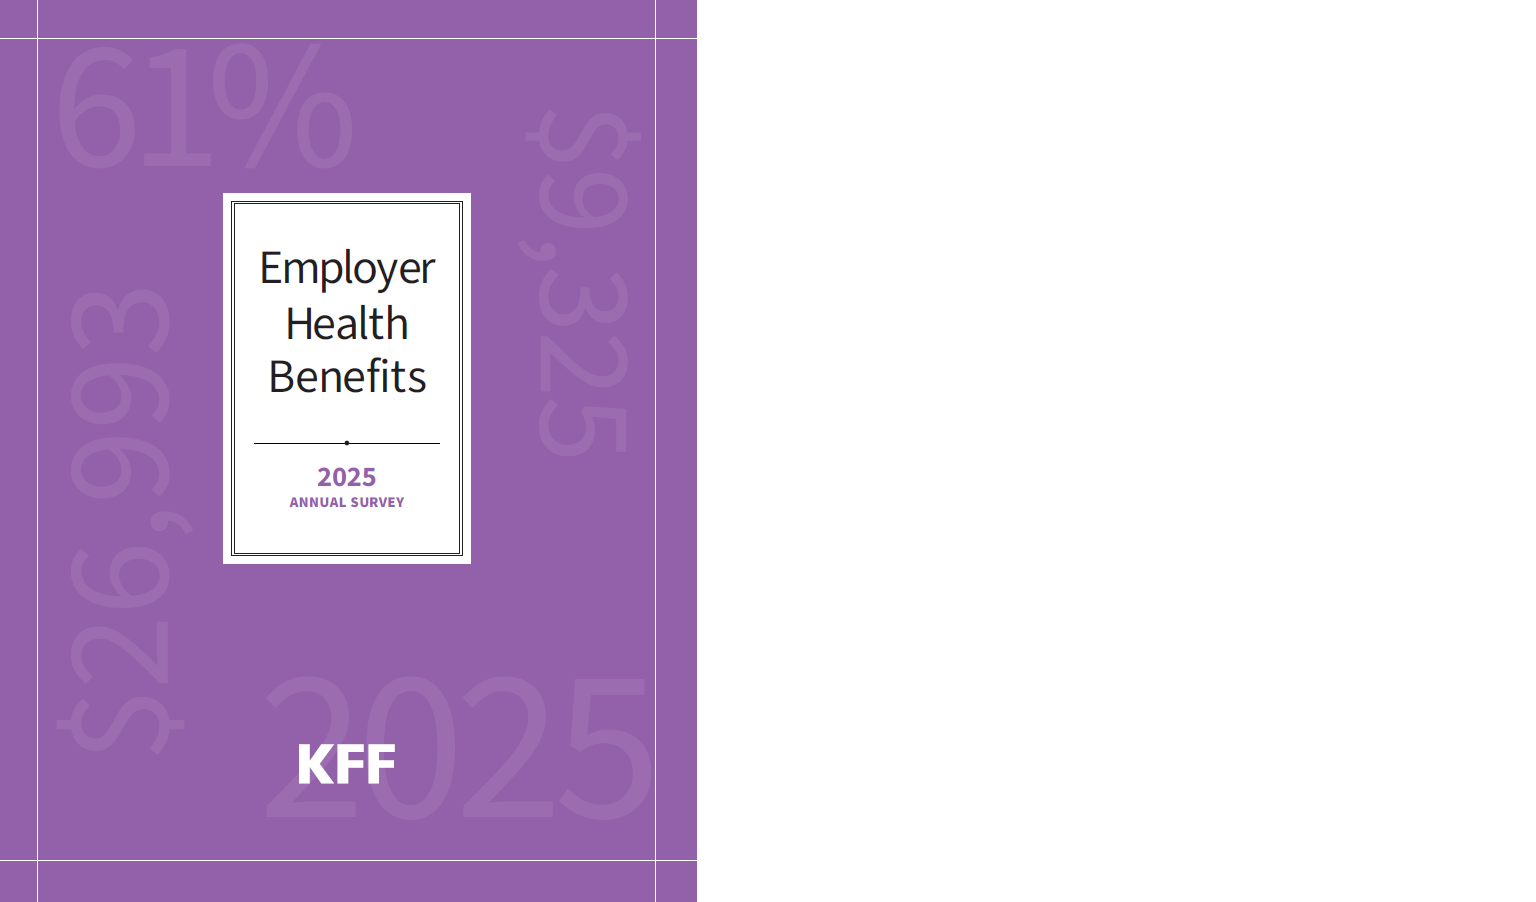 61%
$9,325
Employer
Health
Benefits
$26,993
2025
ANNUAL SURVEY
2025
KFF